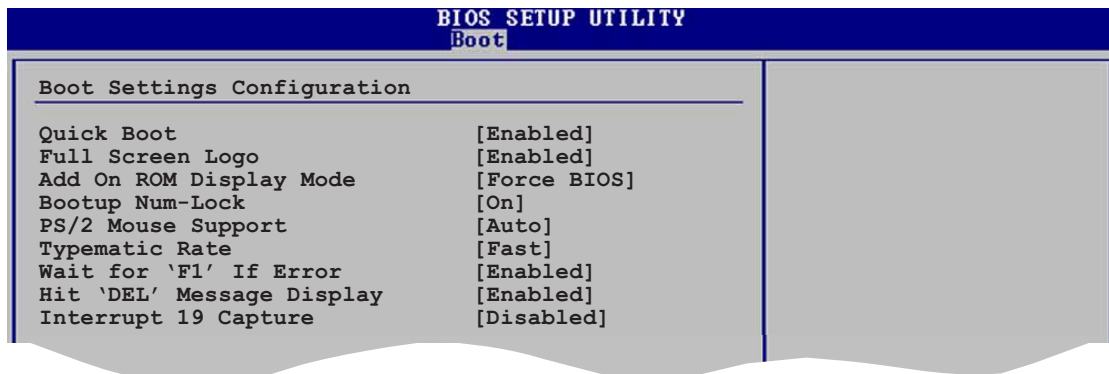 BIOS SETUP UTILITY
Boot
Boot Settings Configuration
Quick Boot [Enabled]
Full Screen Logo [Enabled]
Add On ROM Display Mode [Force BIOS]
Bootup Num-Lock [On]
PS/2 Mouse Support [Auto]
Typematic Rate [Fast]
Wait for ‘F1’ If Error [Enabled]
Hit ‘DEL’ Message Display [Enabled]
Interrupt 19 Capture [Disabled]